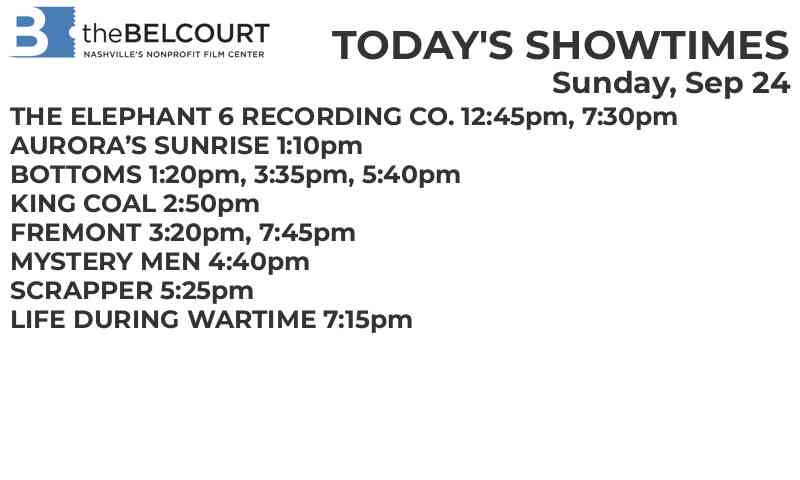 B theBELCOURT
NASHVILLE'S NONPROFIT FILM CENTER
TODAY'S SHOWTIMES
Sunday, Sep 24
THE ELEPHANT 6 RECORDING CO. 12:45pm, 7:30pm
AURORA’S SUNRISE 1:10pm
BOTTOMS 1:20pm, 3:35pm, 5:40pm
KING COAL 2:50pm
FREMONT 3:20pm, 7:45pm
MYSTERY MEN 4:40pm
SCRAPPER 5:25pm
LIFE DURING WARTIME 7:15pm